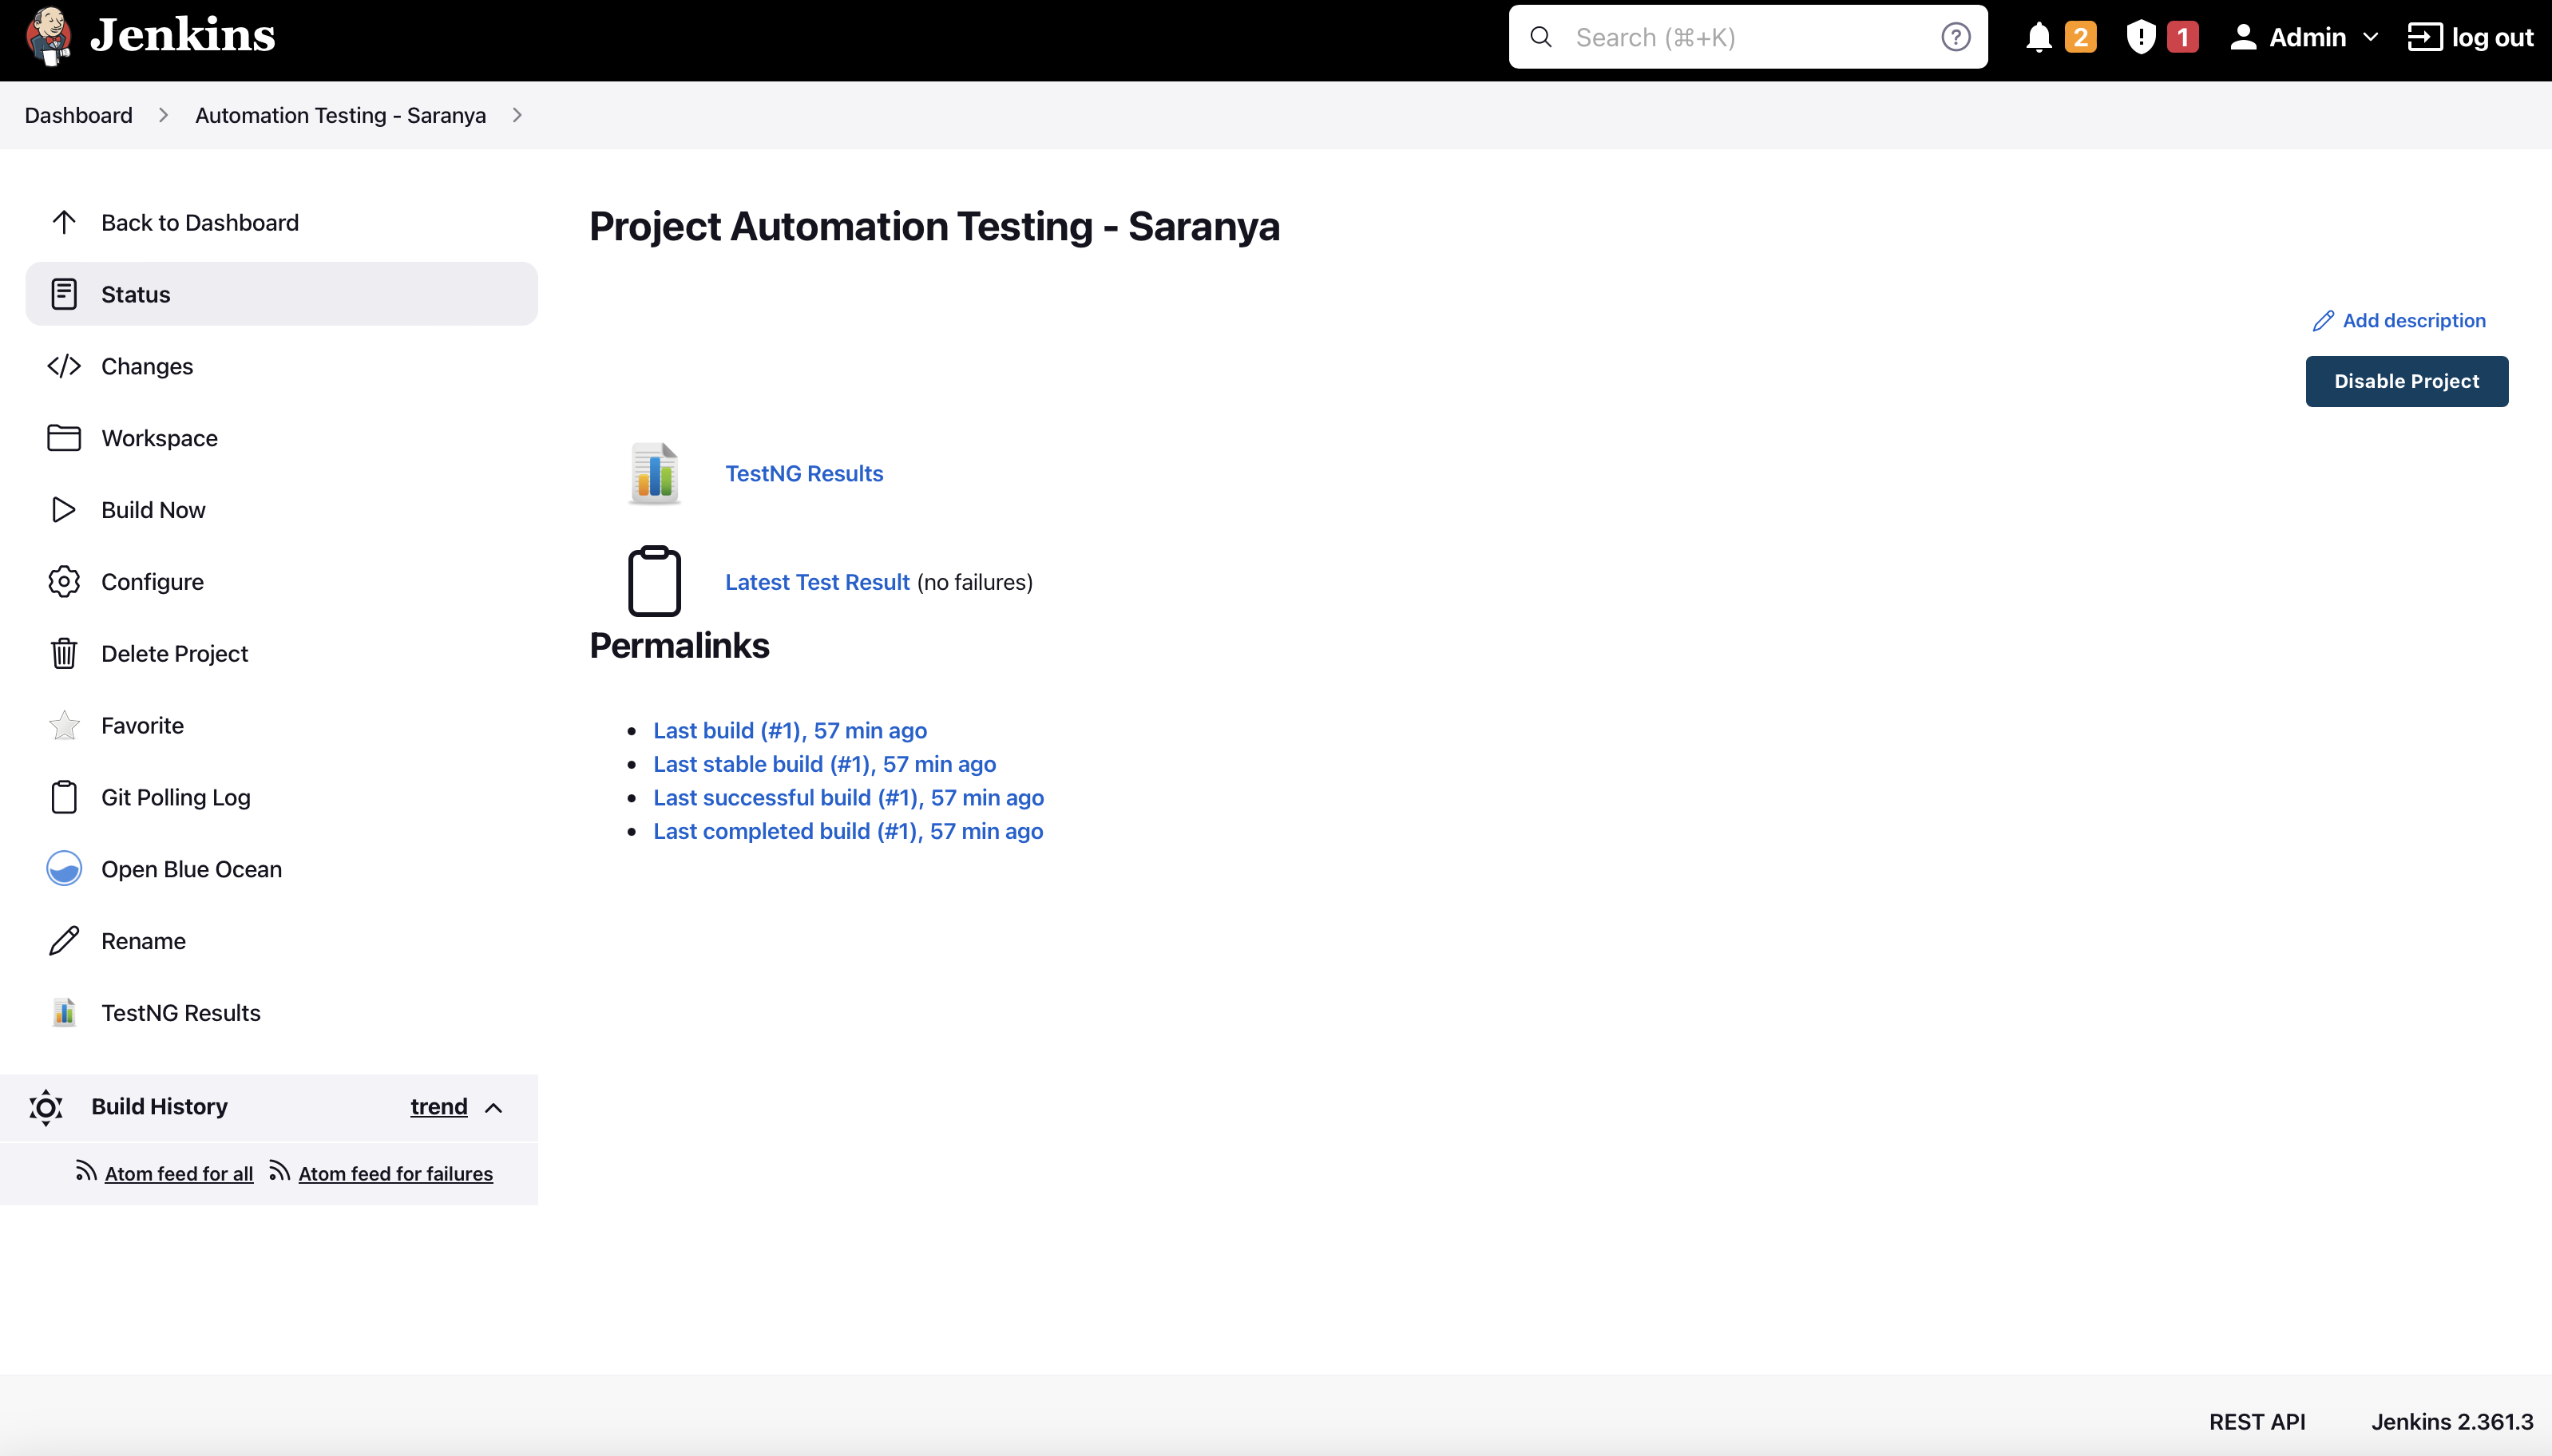 Jenkins
Search (⌘+K)
2
1
Admin
log out
Dashboard
Automation Testing - Saranya
Back to Dashboard
Status
Changes
Workspace
Build Now
Configure
Delete Project
Favorite
Git Polling Log
Open Blue Ocean
Rename
TestNG Results
Build History
trend
Atom feed for all
Atom feed for failures
Project Automation Testing - Saranya
Add description
Disable Project
TestNG Results
Latest Test Result (no failures)
Permalinks
Last build (#1), 57 min ago
Last stable build (#1), 57 min ago
Last successful build (#1), 57 min ago
Last completed build (#1), 57 min ago
REST API
Jenkins 2.361.3